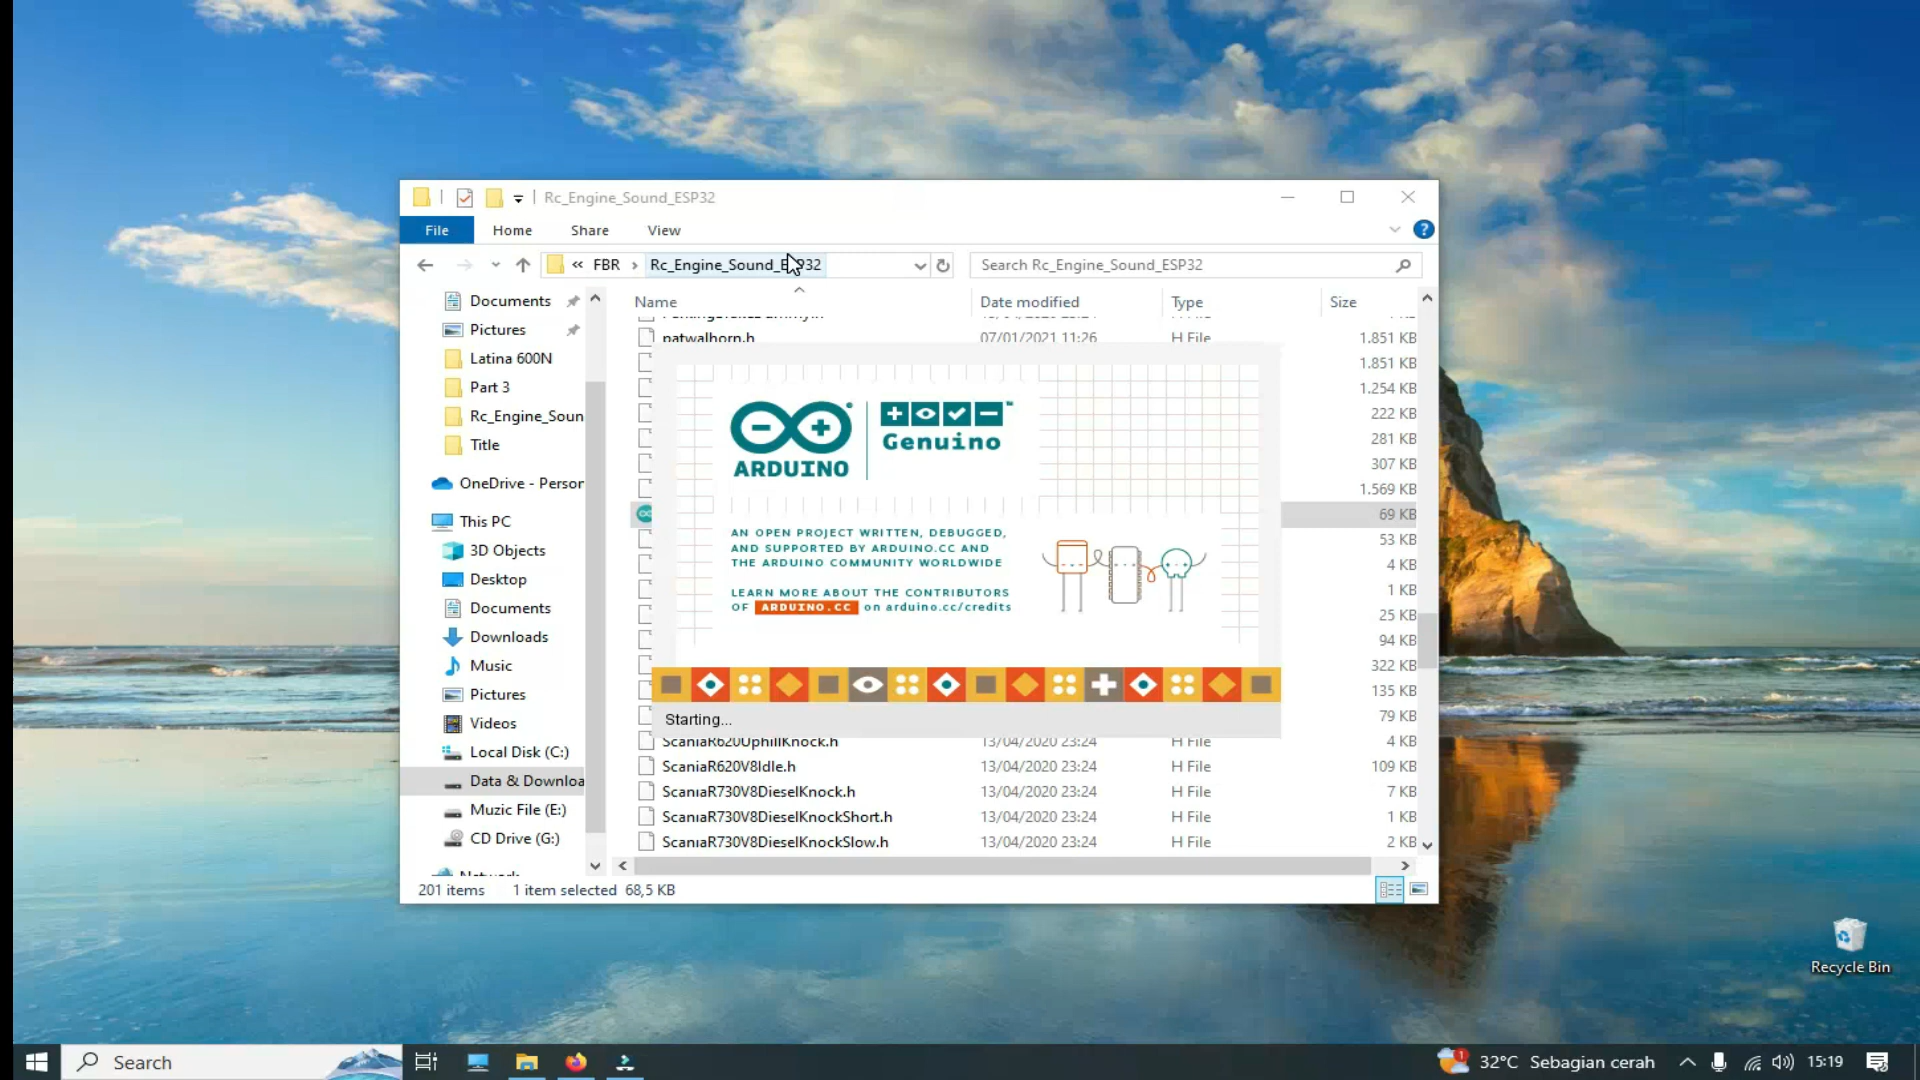 Rc_Engine_Sound_ESP32
File
Home
Share
View
?
«
FBR
Rc_Engine_Sound_ESP32
Search Rc_Engine_Sound_ESP32
Documents
Pictures
Latina 600N
Part 3
Rc_Engine_Soun
Title
OneDrive - Person
This PC
3D Objects
Desktop
Documents
Downloads
Music
Pictures
Videos
Local Disk (C:)
Data & Downloa
Muzic File (E:)
CD Drive (G:)
Name
Date modified
Type
Size
patwalhorn.h 07/01/2021 11:26 H File 1.851 KB
1.851 KB
1.254 KB
222 KB
281 KB
307 KB
1.569 KB
69 KB
53 KB
4 KB
1 KB
25 KB
94 KB
322 KB
135 KB
79 KB
ScaniaR620UphillKnock.h 13/04/2020 23:24 H File 4 KB
ScaniaR620V8Idle.h 13/04/2020 23:24 H File 109 KB
ScaniaR730V8DieselKnock.h 13/04/2020 23:24 H File 7 KB
ScaniaR730V8DieselKnockShort.h 13/04/2020 23:24 H File 1 KB
ScaniaR730V8DieselKnockSlow.h 13/04/2020 23:24 H File 2 KB
ARDUINO
Genuino
TM
AN OPEN PROJECT WRITTEN, DEBUGGED,
AND SUPPORTED BY ARDUINO.CC AND
THE ARDUINO COMMUNITY WORLDWIDE
LEARN MORE ABOUT THE CONTRIBUTORS
OF ARDUINO.CC on arduino.cc/credits
Starting...
201 items
1 item selected 68,5 KB
Recycle Bin
Search
1
32°C Sebagian cerah
15:19